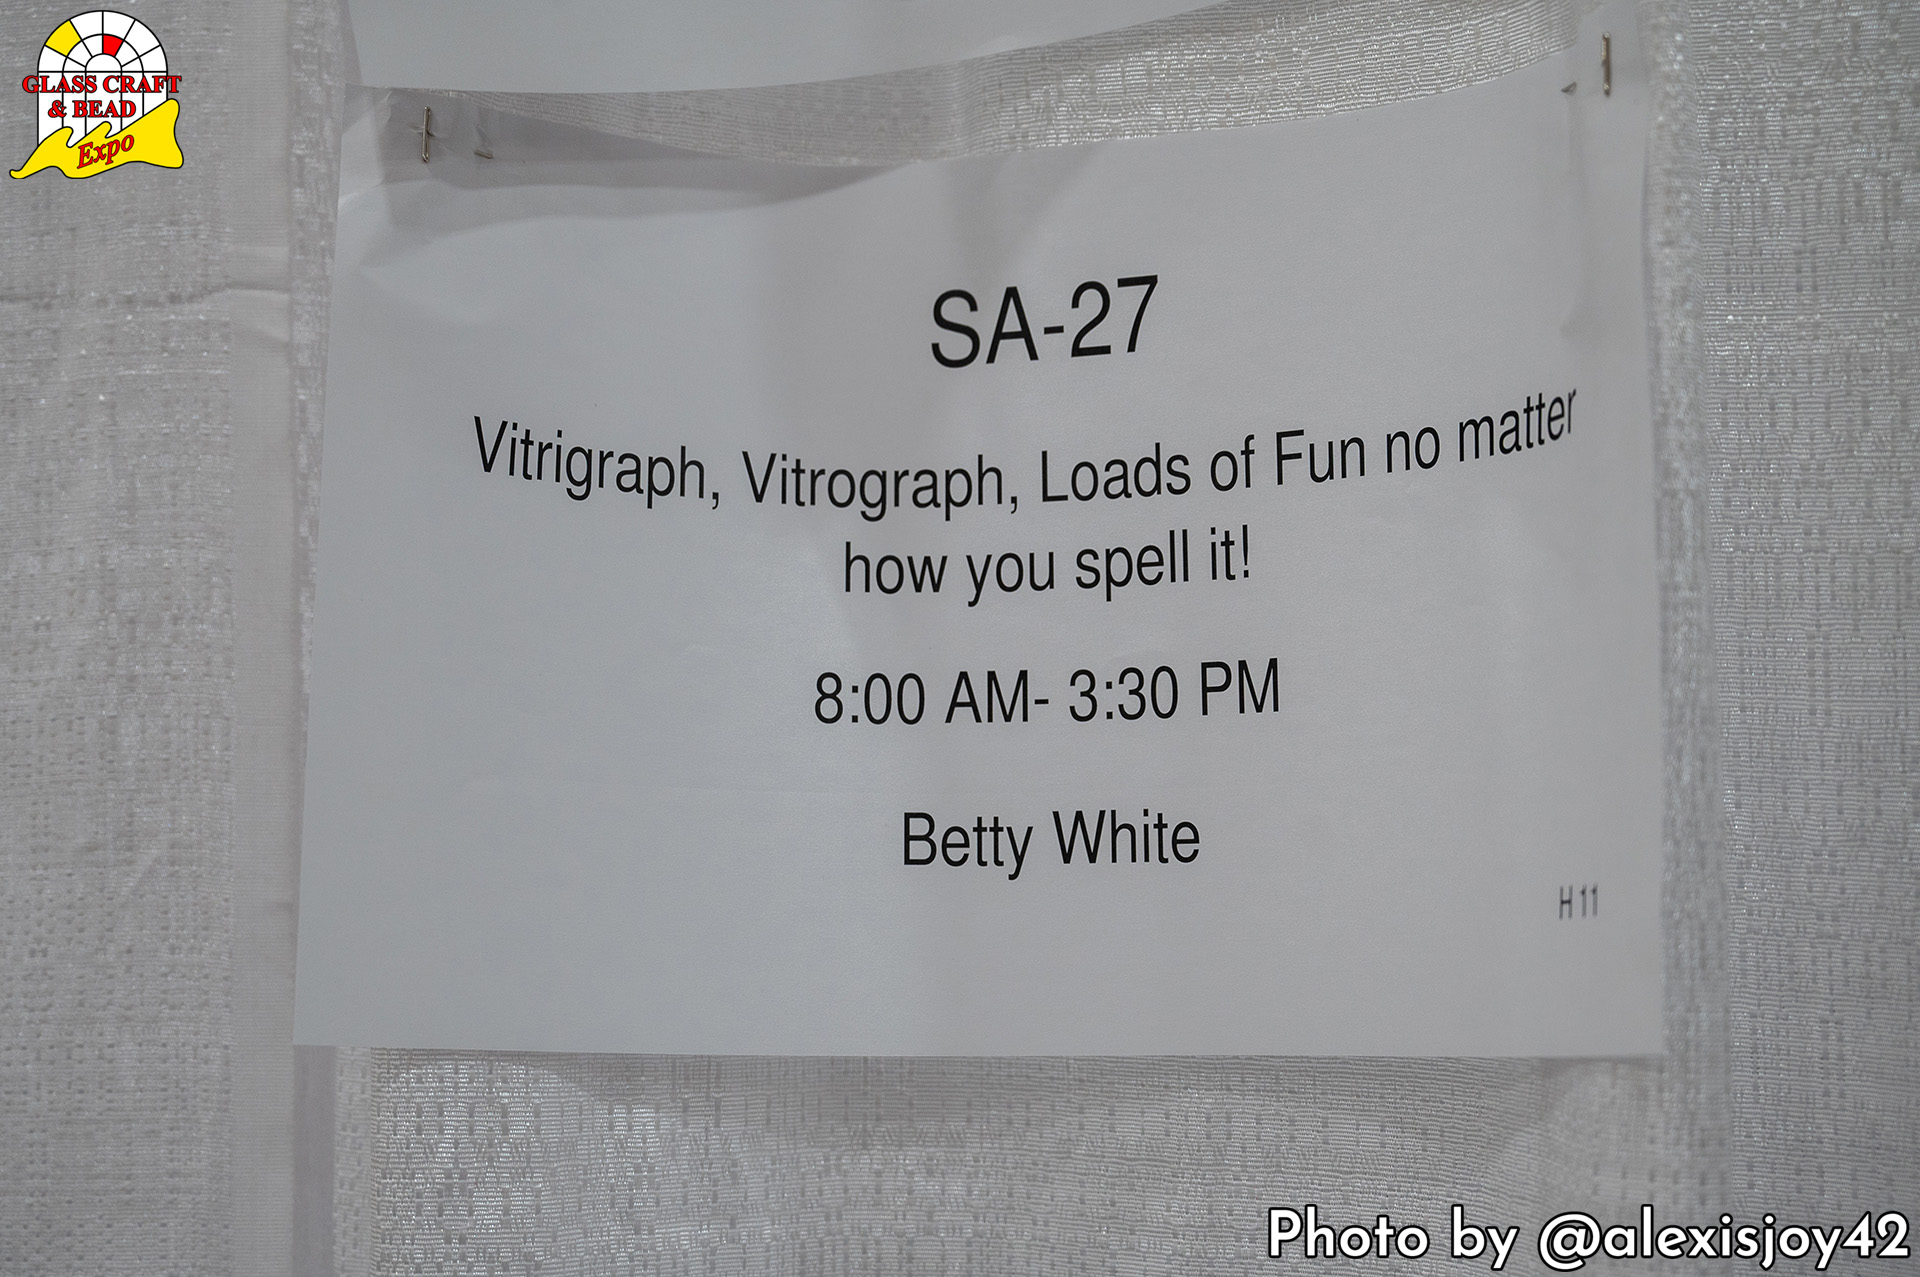 GLASS CRAFT
& BEAD
Expo
SA-27
Vitrigraph, Vitrograph, Loads of Fun no matter
how you spell it!
8:00 AM- 3:30 PM
Betty White
H 11
Photo by @alexisjoy42